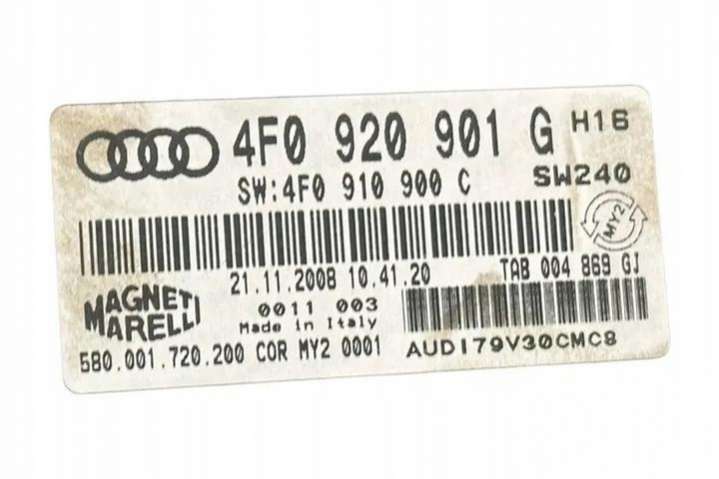 4F0 920 901 G H16
SW:4F0 910 900 C SW240
MY2
21.11.2008 10.41.20 TAB 004 869 GJ
MAGNETI
MARELLI
0011 003
Made in Italy
580.001.720.200 COR MY2 0001
AUDI79V30CMC8